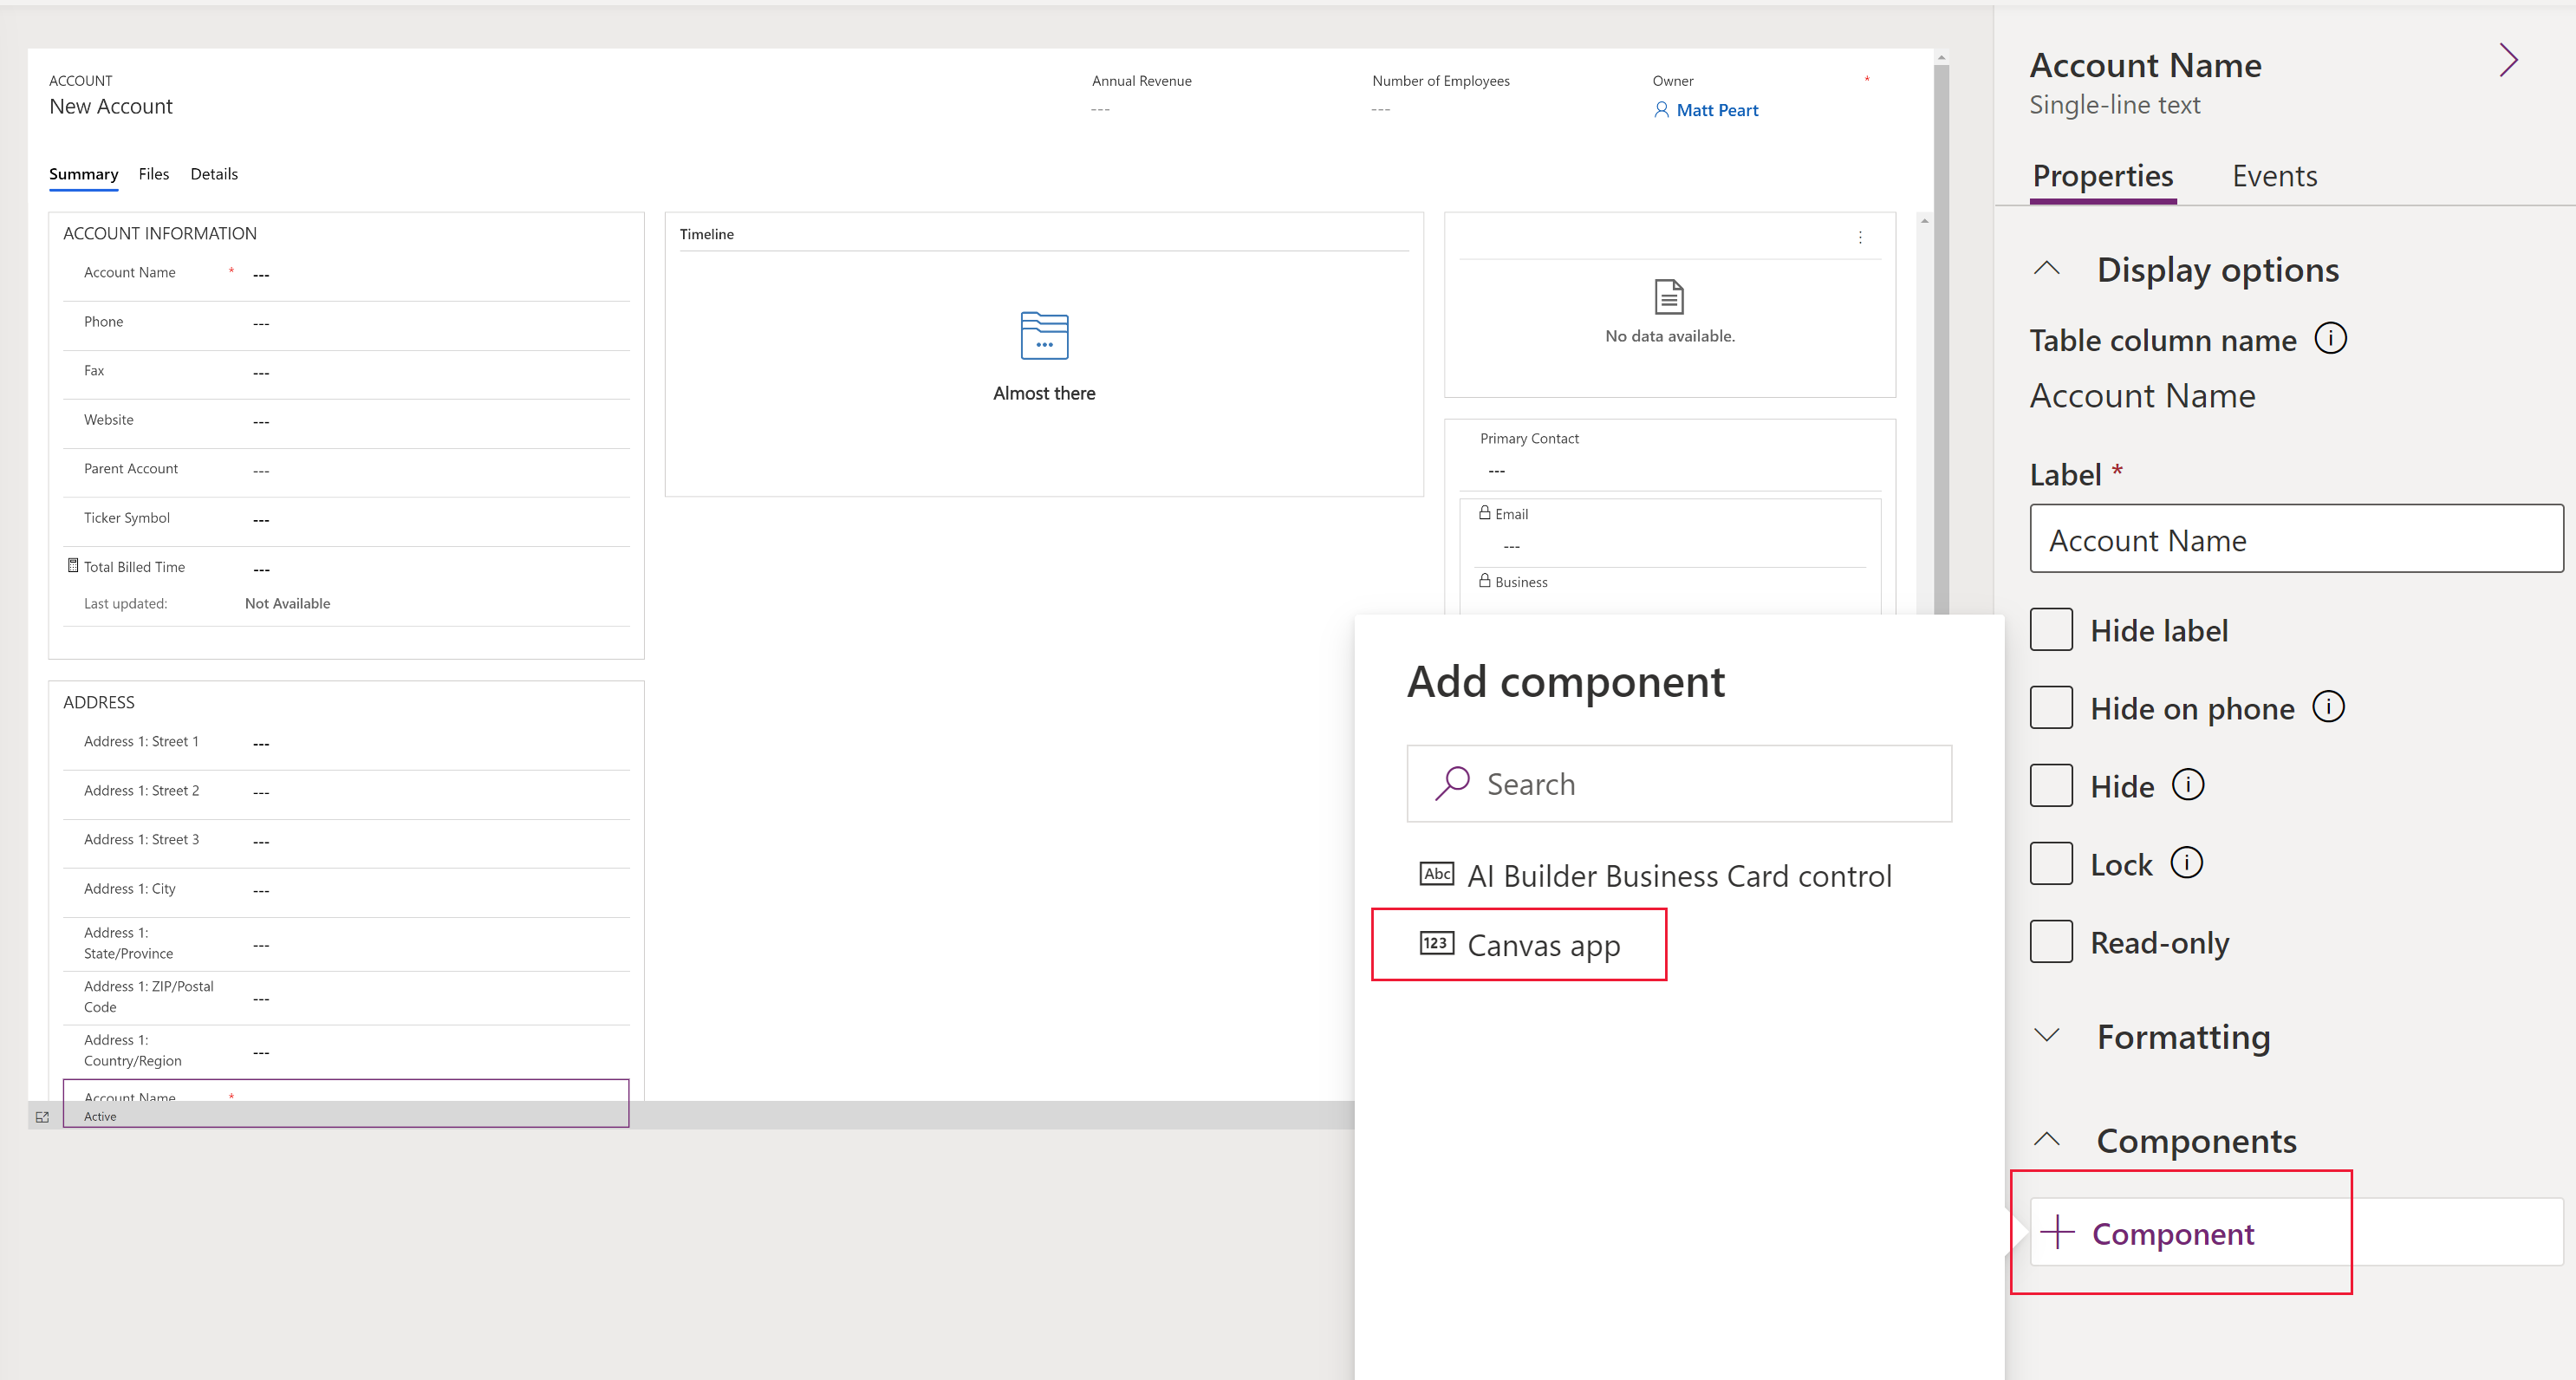 ACCOUNT
New Account
Annual Revenue
---
Number of Employees
---
Owner *
Matt Peart
Summary Files Details
ACCOUNT INFORMATION
Account Name * ---
Phone ---
Fax ---
Website ---
Parent Account ---
Ticker Symbol ---
Total Billed Time ---
Last updated: Not Available
ADDRESS
Address 1: Street 1 ---
Address 1: Street 2 ---
Address 1: Street 3 ---
Address 1: City ---
Address 1:
State/Province ---
Address 1: ZIP/Postal
Code ---
Address 1:
Country/Region ---
Account Name *
Active
Timeline
Almost there
No data available.
Primary Contact
---
Email
---
Business
Add component
Search
Abc AI Builder Business Card control
123 Canvas app
Account Name
Single-line text
Properties Events
Display options
Table column name
Account Name
Label *
Account Name
Hide label
Hide on phone
Hide
Lock
Read-only
Formatting
Components
+ Component